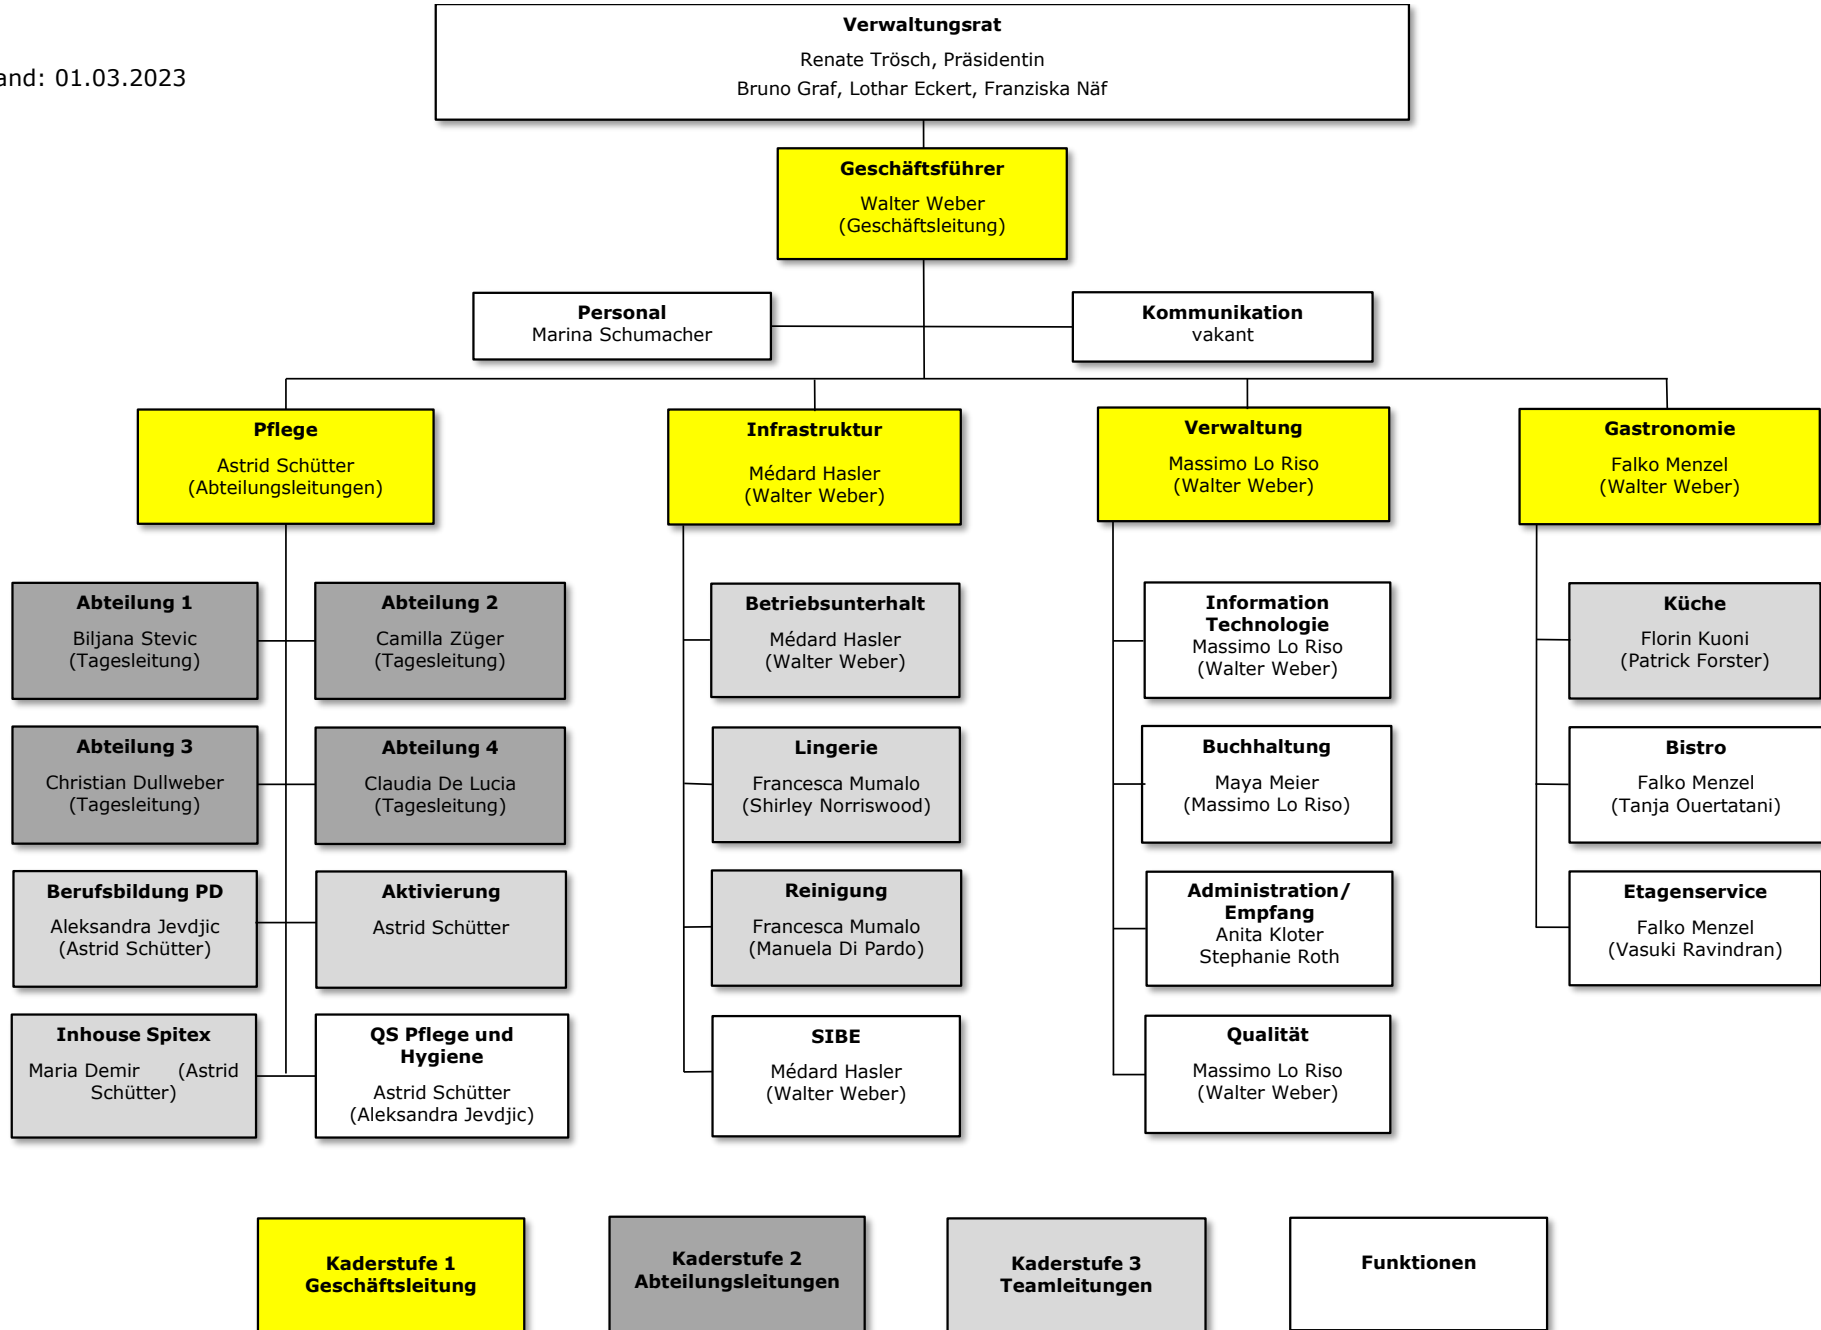 Verwaltungsrat
Renate Trösch, Präsidentin
Bruno Graf, Lothar Eckert, Franziska Näf
and: 01.03.2023
Geschäftsführer
Walter Weber
(Geschäftsleitung)
Personal
Marina Schumacher
Kommunikation
vakant
Pflege
Astrid Schütter
(Abteilungsleitungen)
Infrastruktur
Médard Hasler
(Walter Weber)
Verwaltung
Massimo Lo Riso
(Walter Weber)
Gastronomie
Falko Menzel
(Walter Weber)
Abteilung 1
Biljana Stevic
(Tagesleitung)
Abteilung 2
Camilla Züger
(Tagesleitung)
Betriebsunterhalt
Médard Hasler
(Walter Weber)
Information
Technologie
Massimo Lo Riso
(Walter Weber)
Küche
Florin Kuoni
(Patrick Forster)
Abteilung 3
Christian Dullweber
(Tagesleitung)
Abteilung 4
Claudia De Lucia
(Tagesleitung)
Lingerie
Francesca Mumalo
(Shirley Norriswood)
Buchhaltung
Maya Meier
(Massimo Lo Riso)
Bistro
Falko Menzel
(Tanja Ouertatani)
Berufsbildung PD
Aleksandra Jevdjic
(Astrid Schütter)
Aktivierung
Astrid Schütter
Reinigung
Francesca Mumalo
(Manuela Di Pardo)
Administration/
Empfang
Anita Kloter
Stephanie Roth
Etagenservice
Falko Menzel
(Vasuki Ravindran)
Inhouse Spitex
Maria Demir (Astrid
Schütter)
QS Pflege und
Hygiene
Astrid Schütter
(Aleksandra Jevdjic)
SIBE
Médard Hasler
(Walter Weber)
Qualität
Massimo Lo Riso
(Walter Weber)
Kaderstufe 1
Geschäftsleitung
Kaderstufe 2
Abteilungsleitungen
Kaderstufe 3
Teamleitungen
Funktionen